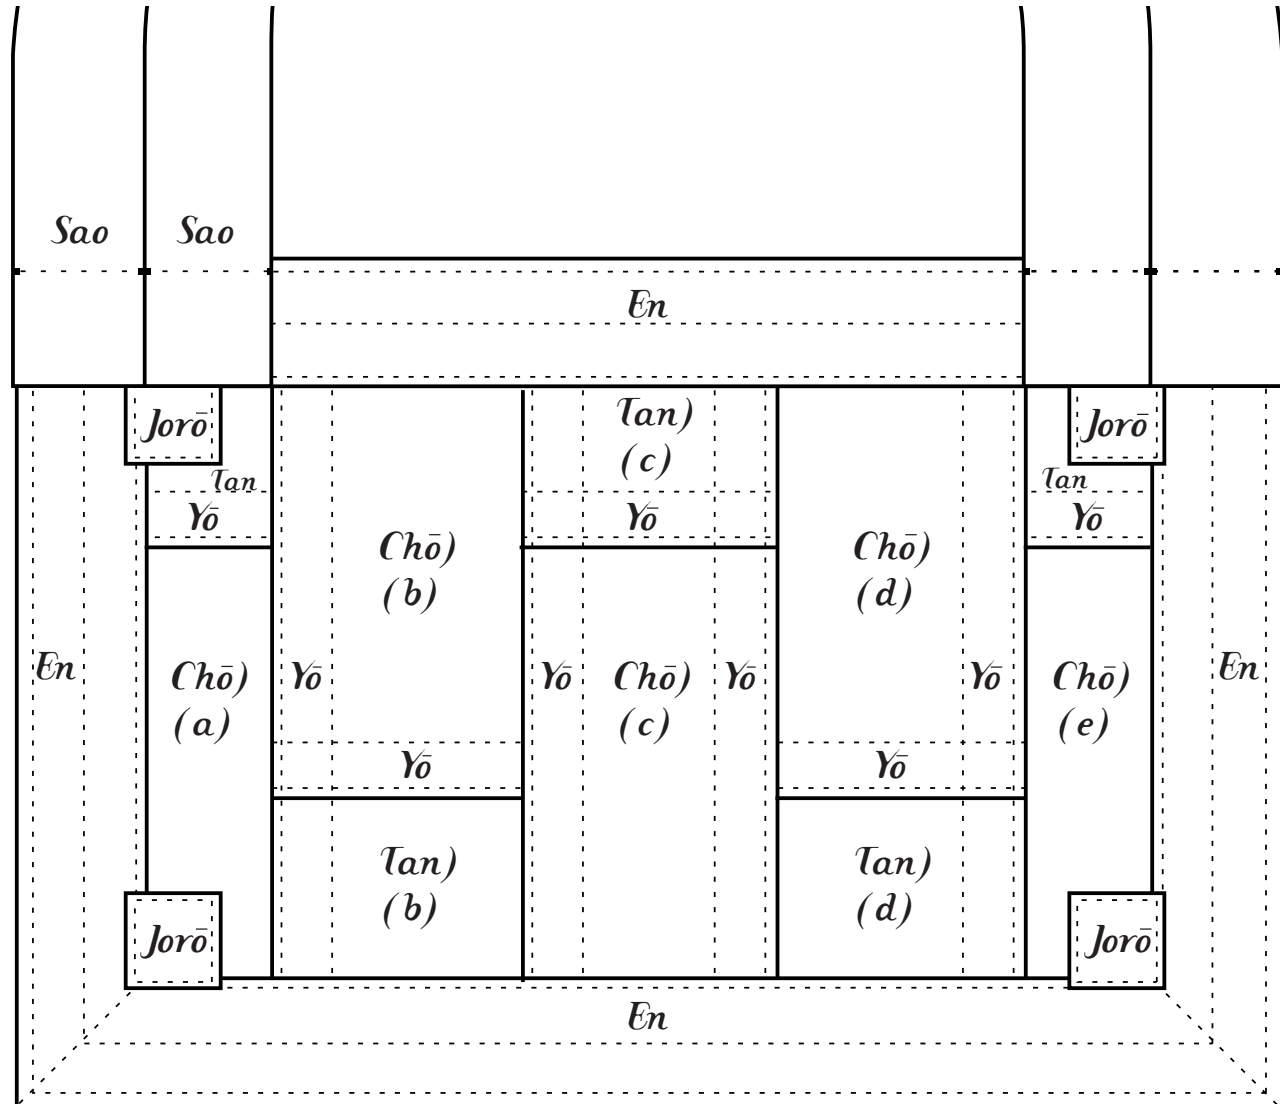 Sao Sao
En
Jorō Tan) Jorō
(c)
Tan Tan
Yō Yō Yō
Chō) Chō)
(b) (d)
En Chō) Yō Yō Chō) Yō Yō Chō) En
(a) (c) (e)
Yō Yō
Tan) Tan)
(b) (d)
Jorō Jorō
En